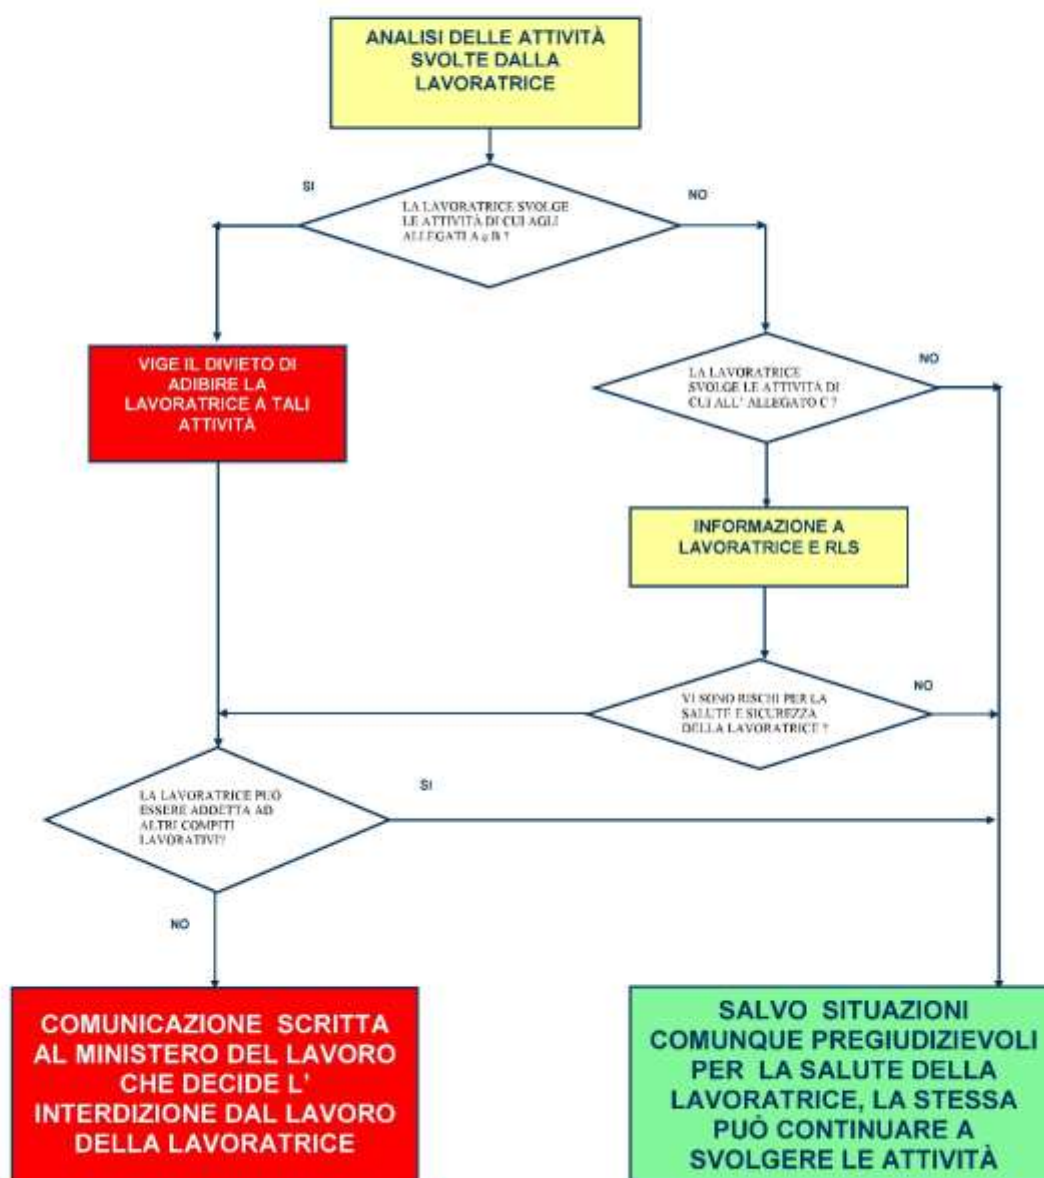 ANALISI DELLE ATTIVITÀ
SVOLTE DALLA
LAVORATRICE
SI
NO
LA LAVORATRICE SVOLGE
LE ATTIVITÀ DI CUI AGLI
ALLEGATI A e B ?
VIGE IL DIVIETO DI
ADIBIRE LA
LAVORATRICE A TALI
ATTIVITÀ
NO
LA LAVORATRICE
SVOLGE LE ATTIVITÀ DI
CUI ALL' ALLEGATO C ?
INFORMAZIONE A
LAVORATRICE E RLS
NO
VI SONO RISCHI PER LA
SALUTE E SICUREZZA
DELLA LAVORATRICE ?
SI
LA LAVORATRICE PUÒ
ESSERE ADDETTA AD
ALTRI COMPITI
LAVORATIVI?
NO
COMUNICAZIONE SCRITTA
AL MINISTERO DEL LAVORO
CHE DECIDE L'
INTERDIZIONE DAL LAVORO
DELLA LAVORATRICE
SALVO SITUAZIONI
COMUNQUE PREGIUDIZIEVOLI
PER LA SALUTE DELLA
LAVORATRICE, LA STESSA
PUÒ CONTINUARE A
SVOLGERE LE ATTIVITÀ